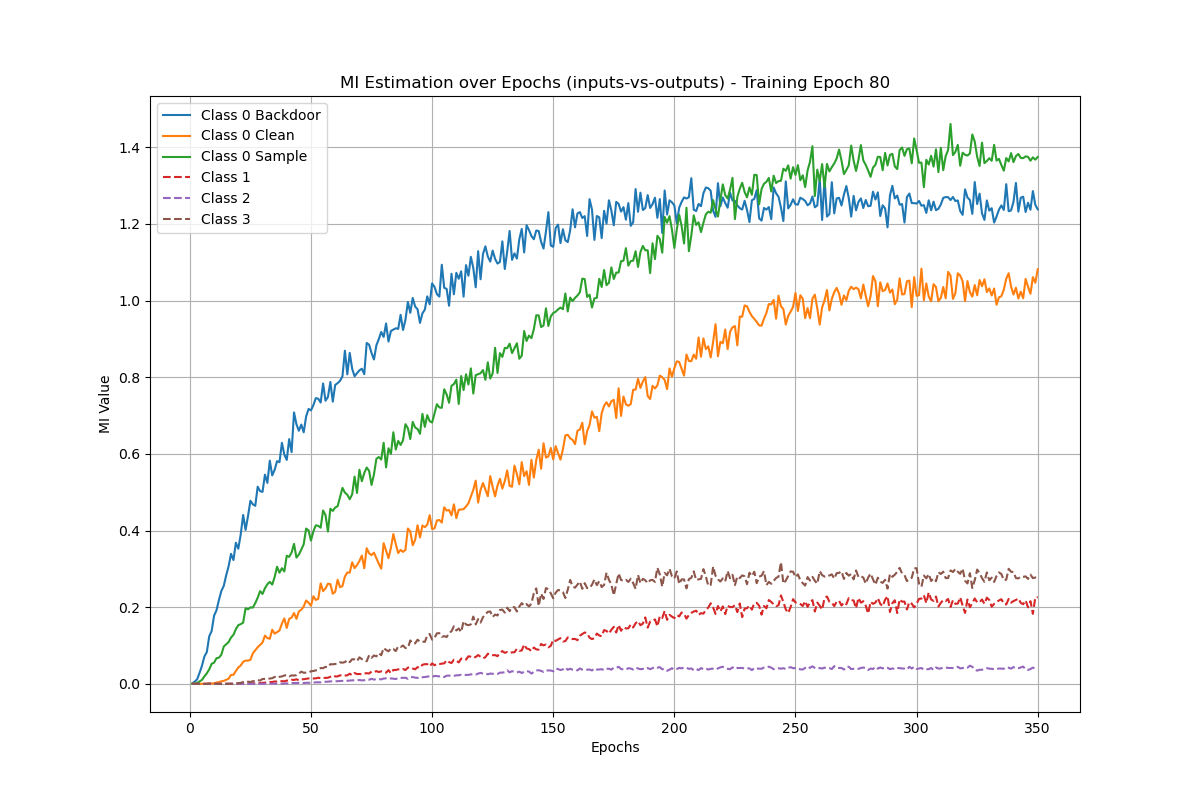 MI Estimation over Epochs (inputs-vs-outputs) - Training Epoch 80
Class 0 Backdoor
Class 0 Clean
Class 0 Sample
Class 1
Class 2
Class 3
MI Value
1.4
1.2
1.0
0.8
0.6
0.4
0.2
0.0
0 50 100 150 200 250 300 350
Epochs